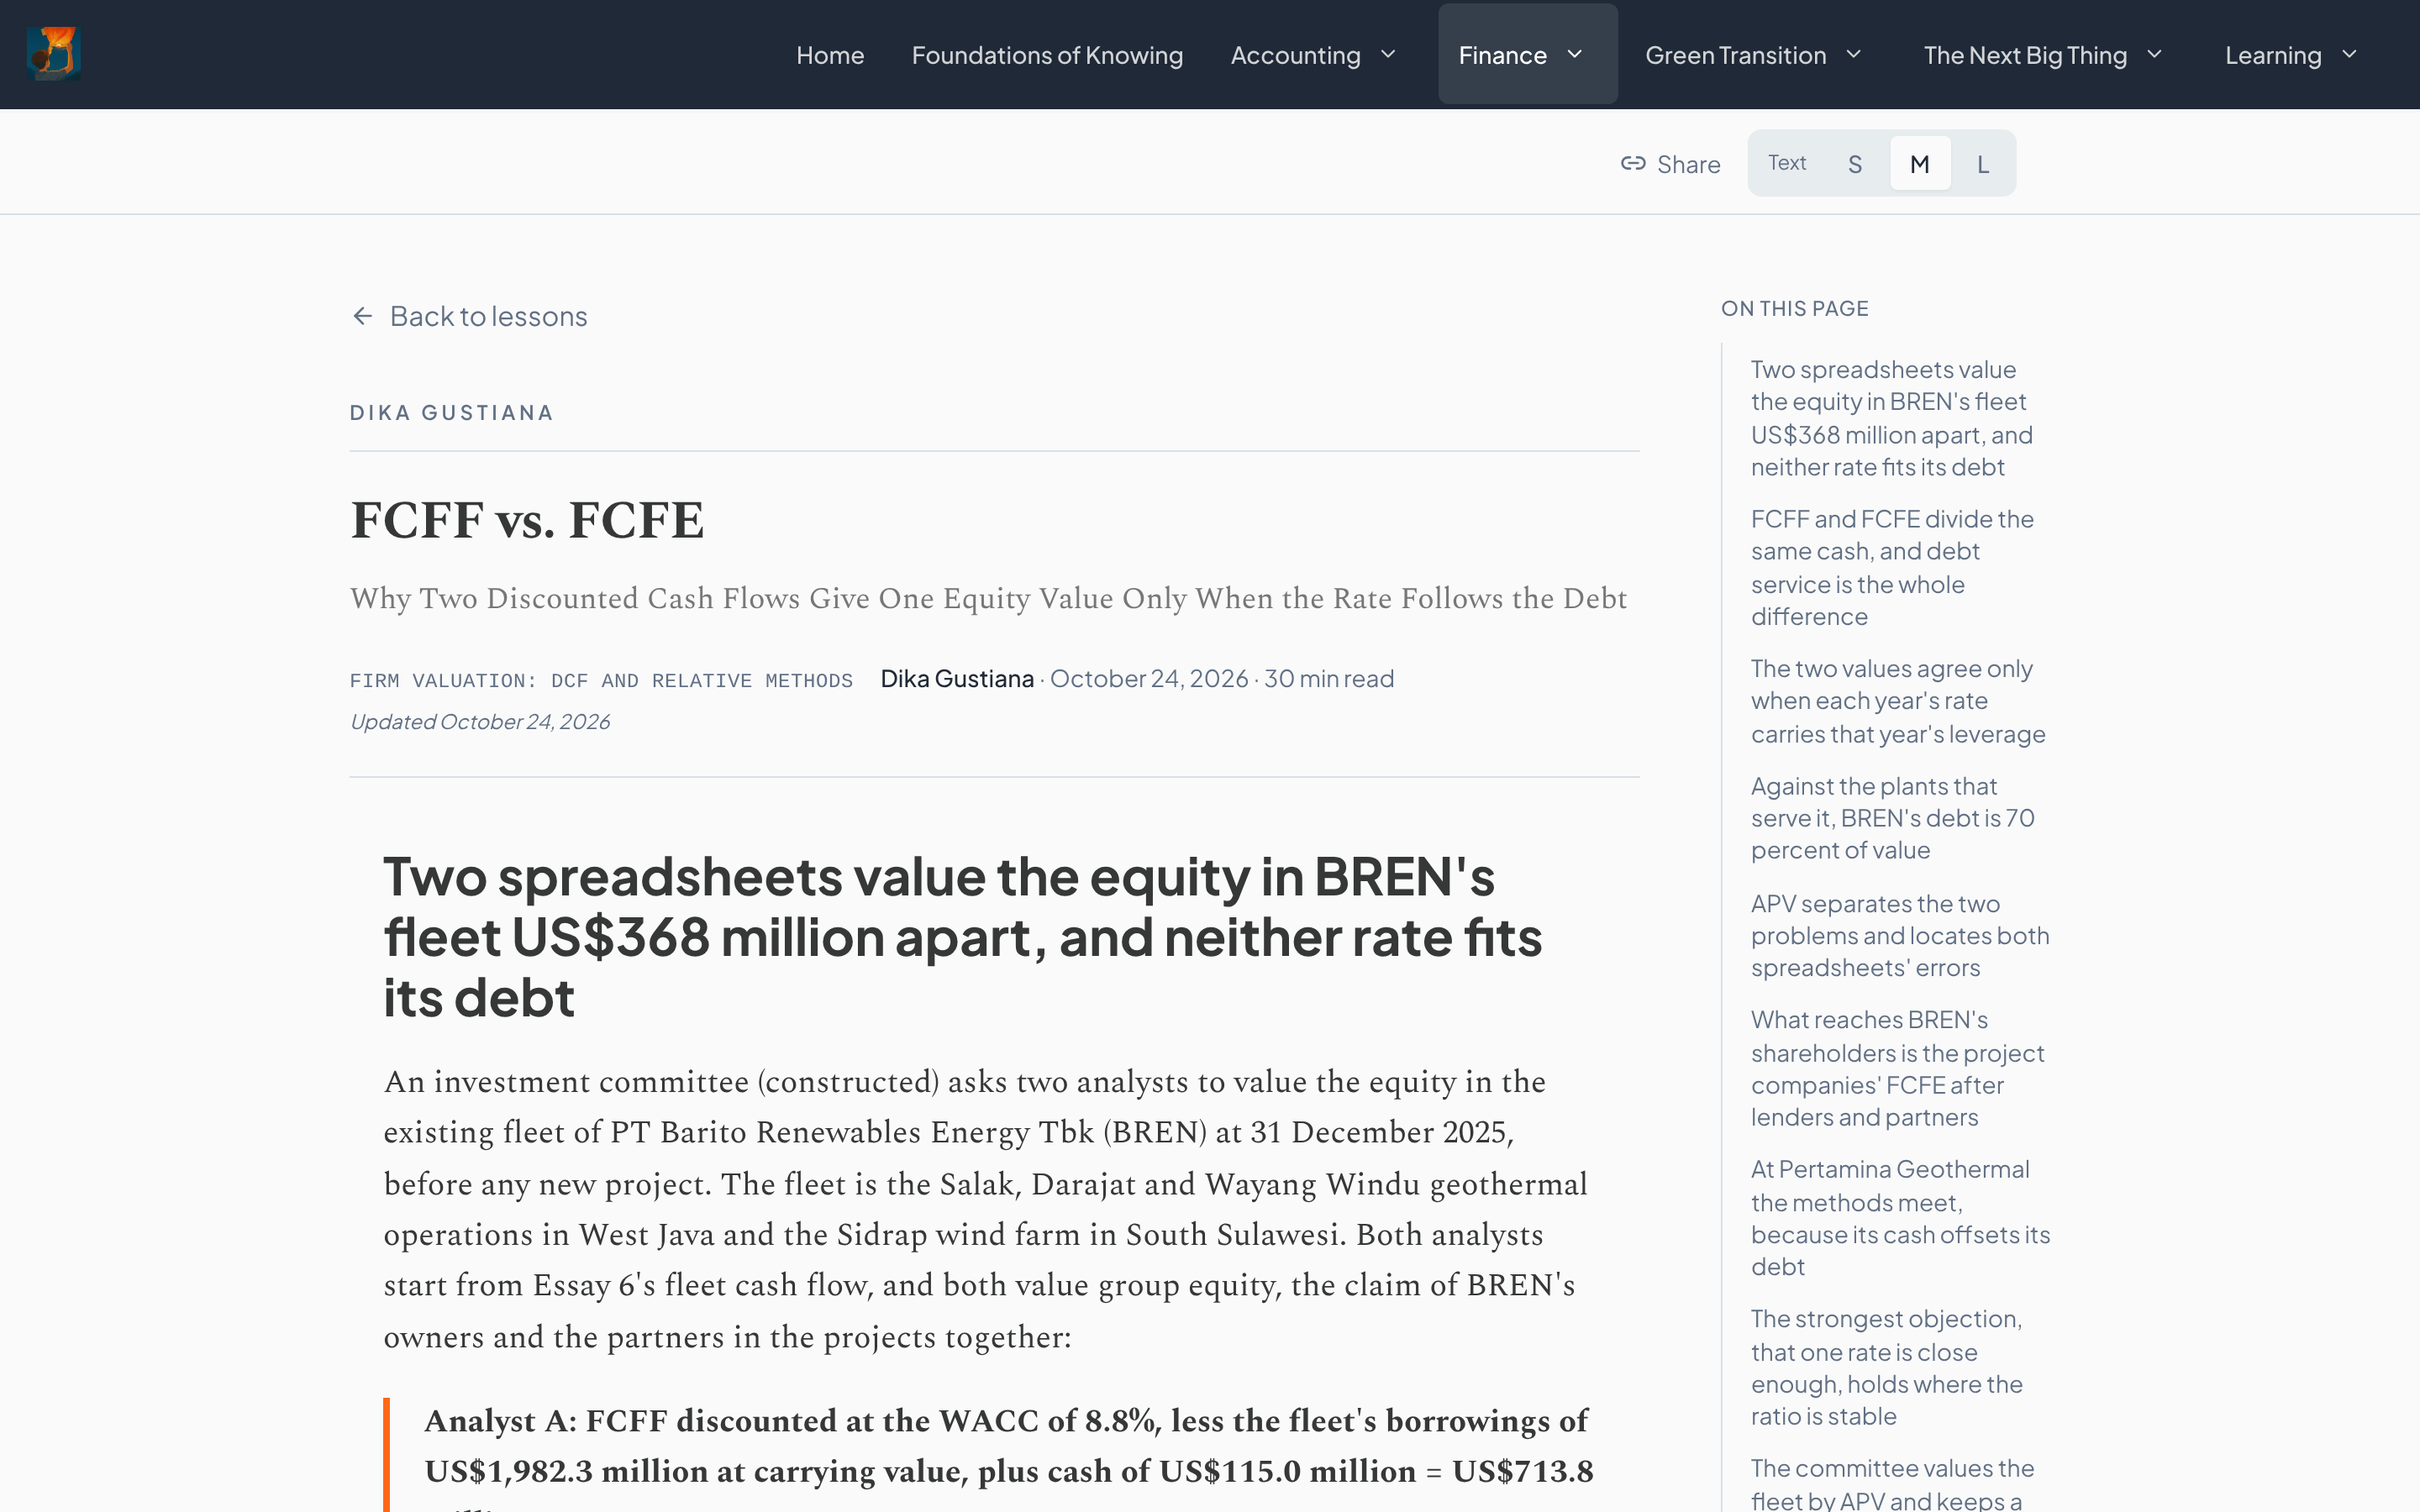 Home Foundations of Knowing Accounting Finance Green Transition The Next Big Thing Learning
Share Text S M L
Back to lessons
DIKA GUSTIANA
FCFF vs. FCFE
Why Two Discounted Cash Flows Give One Equity Value Only When the Rate Follows the Debt
FIRM VALUATION: DCF AND RELATIVE METHODS Dika Gustiana · October 24, 2026 · 30 min read
Updated October 24, 2026
Two spreadsheets value the equity in BREN's
fleet US$368 million apart, and neither rate fits
its debt
An investment committee (constructed) asks two analysts to value the equity in the
existing fleet of PT Barito Renewables Energy Tbk (BREN) at 31 December 2025,
before any new project. The fleet is the Salak, Darajat and Wayang Windu geothermal
operations in West Java and the Sidrap wind farm in South Sulawesi. Both analysts
start from Essay 6's fleet cash flow, and both value group equity, the claim of BREN's
owners and the partners in the projects together:
Analyst A: FCFF discounted at the WACC of 8.8%, less the fleet's borrowings of
US$1,982.3 million at carrying value, plus cash of US$115.0 million = US$713.8
ON THIS PAGE
Two spreadsheets value
the equity in BREN's fleet
US$368 million apart, and
neither rate fits its debt
FCFF and FCFE divide the
same cash, and debt
service is the whole
difference
The two values agree only
when each year's rate
carries that year's leverage
Against the plants that
serve it, BREN's debt is 70
percent of value
APV separates the two
problems and locates both
spreadsheets' errors
What reaches BREN's
shareholders is the project
companies' FCFE after
lenders and partners
At Pertamina Geothermal
the methods meet,
because its cash offsets its
debt
The strongest objection,
that one rate is close
enough, holds where the
ratio is stable
The committee values the
fleet by APV and keeps a